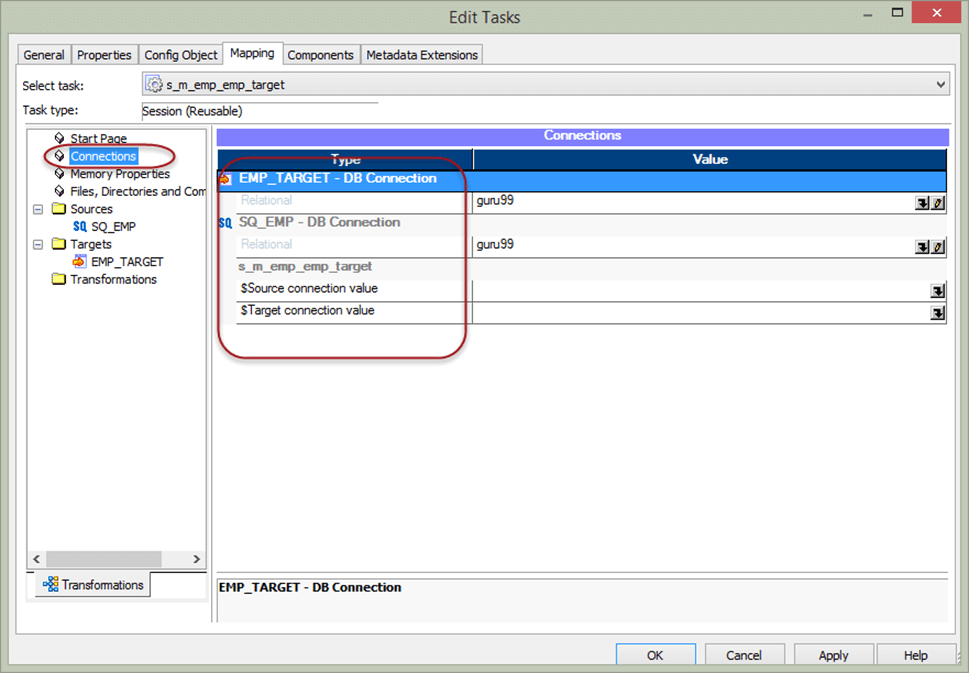 Edit Tasks
General Properties Config Object Mapping Components Metadata Extensions
Select task: s_m_emp_emp_target
Task type: Session (Reusable)
Start Page
Connections
Memory Properties
Files, Directories and Com
Sources
SQ SQ_EMP
Targets
EMP_TARGET
Transformations
Transformations
Connections
Type Value
EMP_TARGET - DB Connection
Relational guru99
SQ SQ_EMP - DB Connection
Relational guru99
s_m_emp_emp_target
$Source connection value
$Target connection value
EMP_TARGET - DB Connection
OK Cancel Apply Help